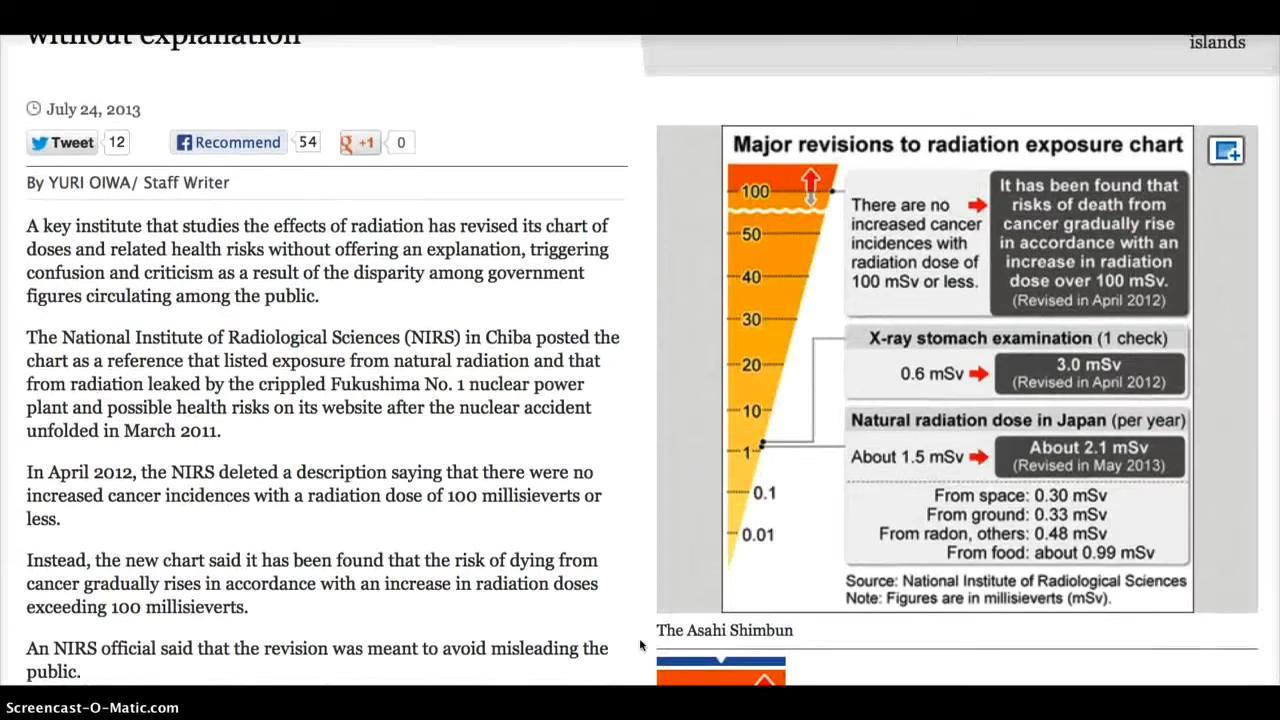 without explanation
islands
July 24, 2013
Tweet 12 Recommend 54 +1 0
By YURI OIWA/ Staff Writer
A key institute that studies the effects of radiation has revised its chart of
doses and related health risks without offering an explanation, triggering
confusion and criticism as a result of the disparity among government
figures circulating among the public.
The National Institute of Radiological Sciences (NIRS) in Chiba posted the
chart as a reference that listed exposure from natural radiation and that
from radiation leaked by the crippled Fukushima No. 1 nuclear power
plant and possible health risks on its website after the nuclear accident
unfolded in March 2011.
In April 2012, the NIRS deleted a description saying that there were no
increased cancer incidences with a radiation dose of 100 millisieverts or
less.
Instead, the new chart said it has been found that the risk of dying from
cancer gradually rises in accordance with an increase in radiation doses
exceeding 100 millisieverts.
An NIRS official said that the revision was meant to avoid misleading the
public.
Major revisions to radiation exposure chart
100
50
40
30
20
10
1
0.1
0.01
There are no
increased cancer
incidences with
radiation dose of
100 mSv or less.
It has been found that
risks of death from
cancer gradually rise
in accordance with an
increase in radiation
dose over 100 mSv.
(Revised in April 2012)
X-ray stomach examination (1 check)
0.6 mSv
3.0 mSv
(Revised in April 2012)
Natural radiation dose in Japan (per year)
About 1.5 mSv
About 2.1 mSv
(Revised in May 2013)
From space: 0.30 mSv
From ground: 0.33 mSv
From radon, others: 0.48 mSv
From food: about 0.99 mSv
Source: National Institute of Radiological Sciences
Note: Figures are in millisieverts (mSv).
The Asahi Shimbun
Screencast-O-Matic.com